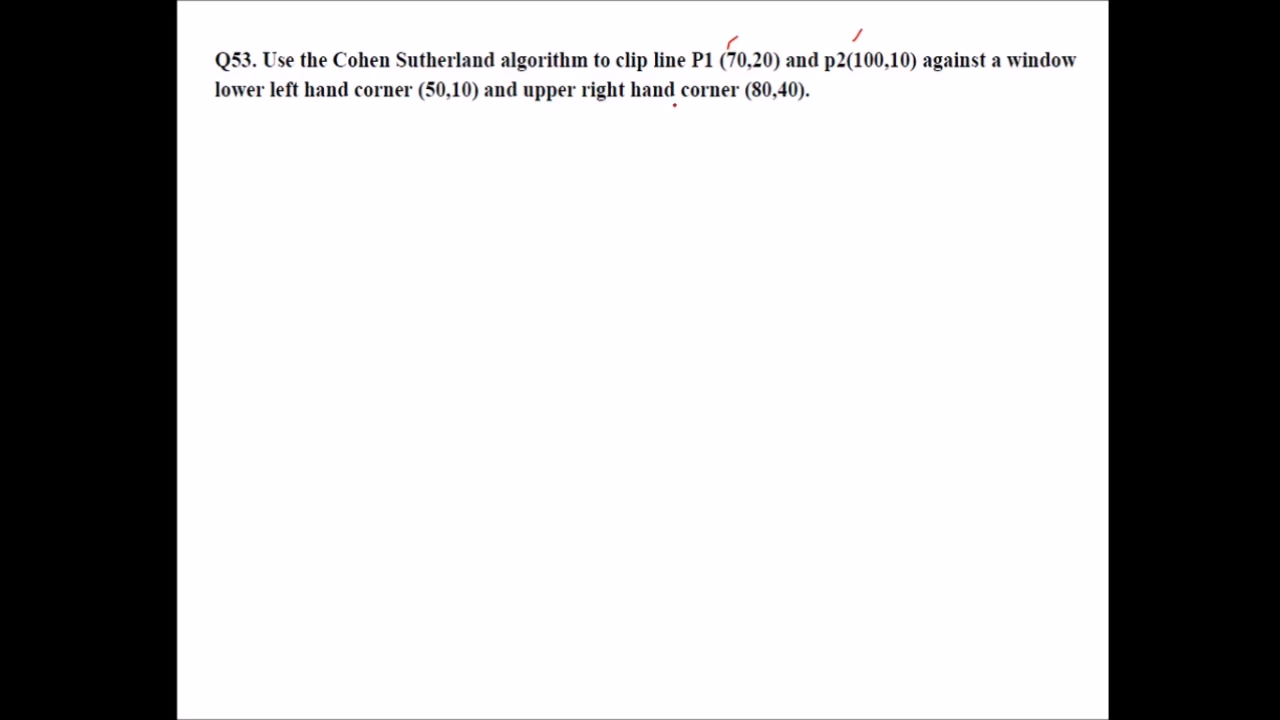 Q53. Use the Cohen Sutherland algorithm to clip line P1 (70,20) and p2(100,10) against a window
lower left hand corner (50,10) and upper right hand corner (80,40).